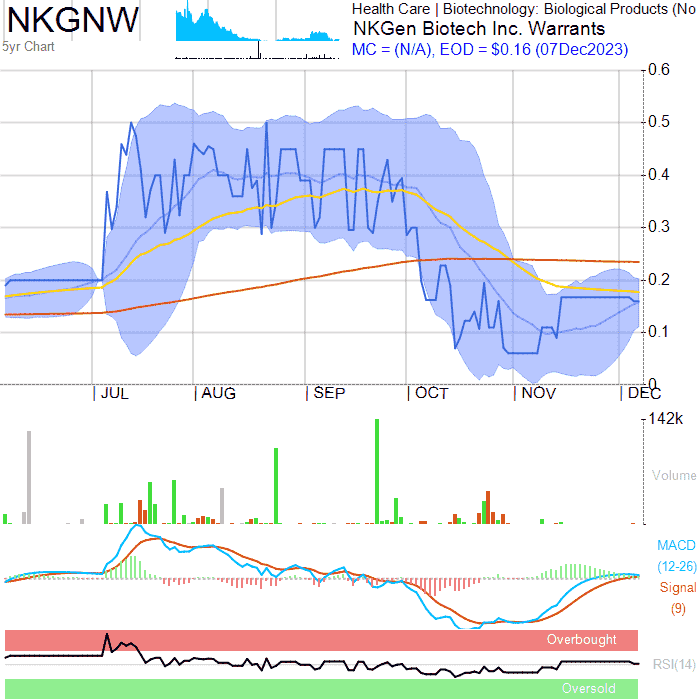 NKGNW
5yr Chart
Health Care | Biotechnology: Biological Products (No
NKGen Biotech Inc. Warrants
MC = (N/A), EOD = $0.16 (07Dec2023)
0.6
0.5
0.4
0.3
0.2
0.1
0
JUL AUG SEP OCT NOV DEC
142k
Volume
MACD
(12-26)
Signal
(9)
Overbought
RSI(14)
Oversold